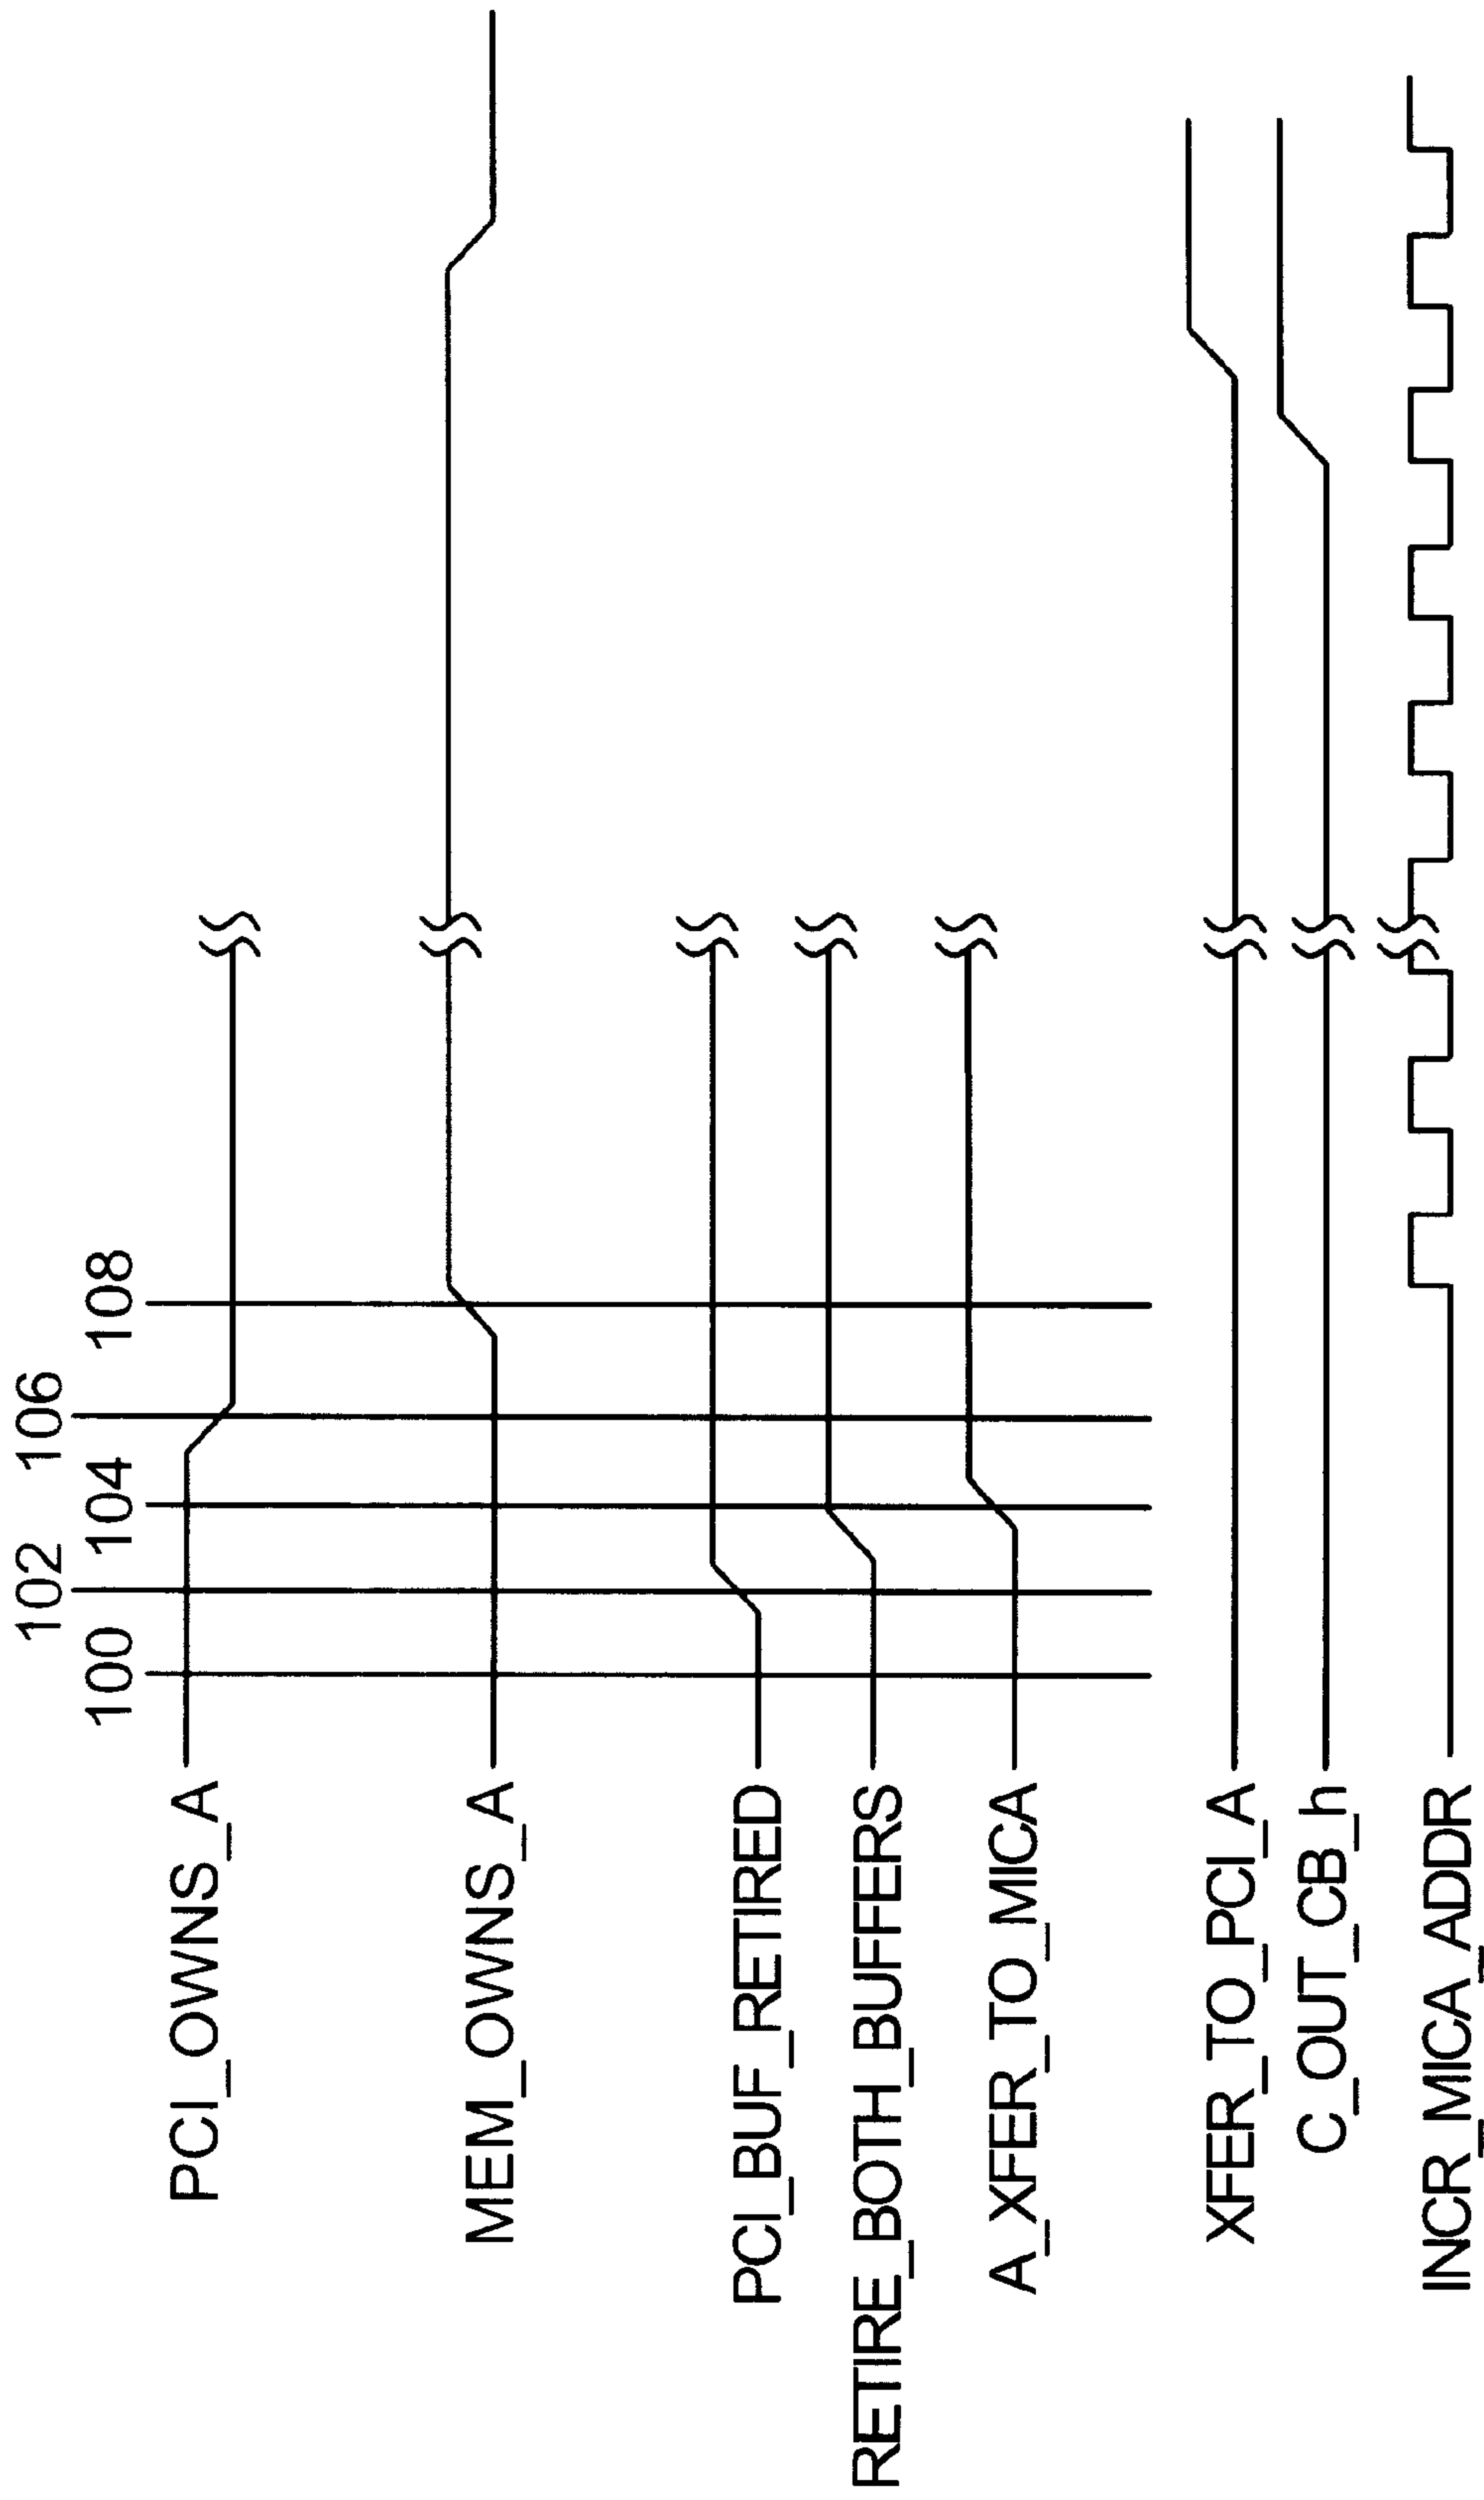 100
102
104
106
108
PCI_OWNS_A
MEM_OWNS_A
PCI_BUF_RETIRED
RETIRE_BOTH_BUFFERS
A_XFER_TO_MICA
XFER_TO_PCI_A
C_OUT_CB_h
INCR_MICA_ADDR